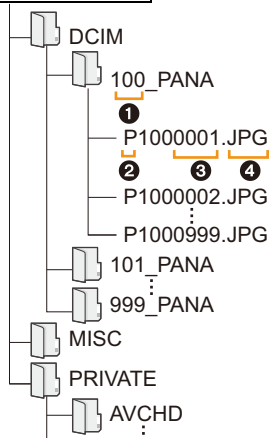 DCIM
100_PANA
❶
P1000001.JPG
❷ ❸ ❹
P1000002.JPG
P1000999.JPG
101_PANA
999_PANA
MISC
PRIVATE
AVCHD